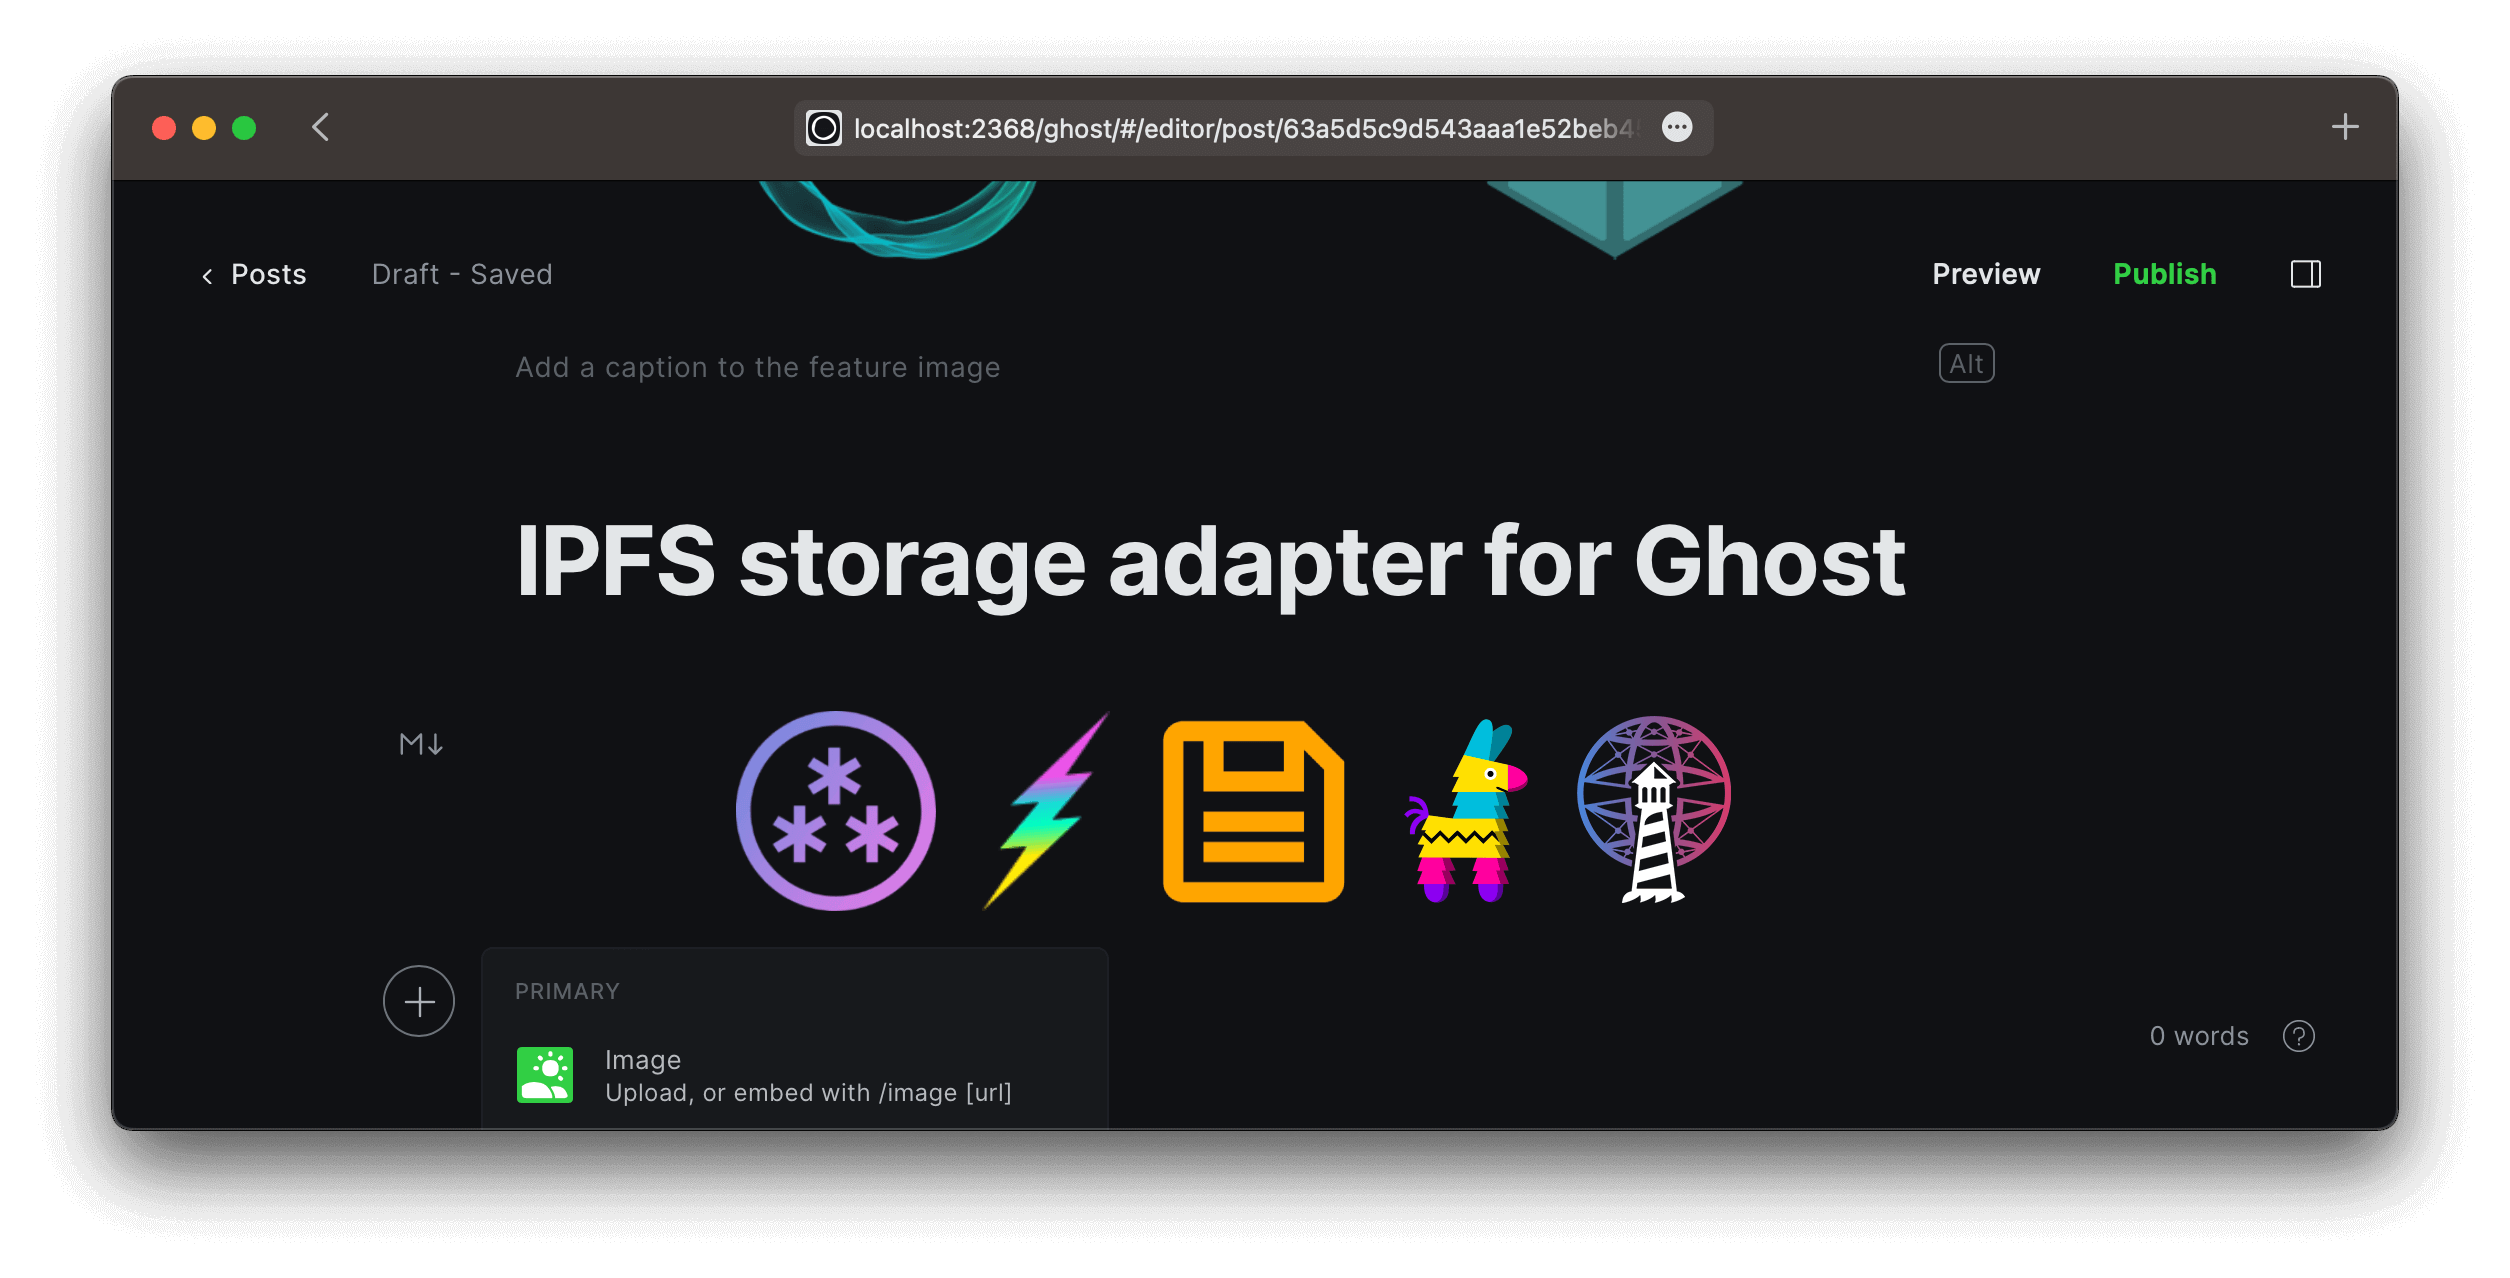 localhost:2368/ghost/#/editor/post/63a5d5c9d543aaa1e52beb4
Posts
Draft - Saved
Preview
Publish
Add a caption to the feature image
Alt
IPFS storage adapter for Ghost
M↓
PRIMARY
Image
Upload, or embed with /image [url]
0 words
?